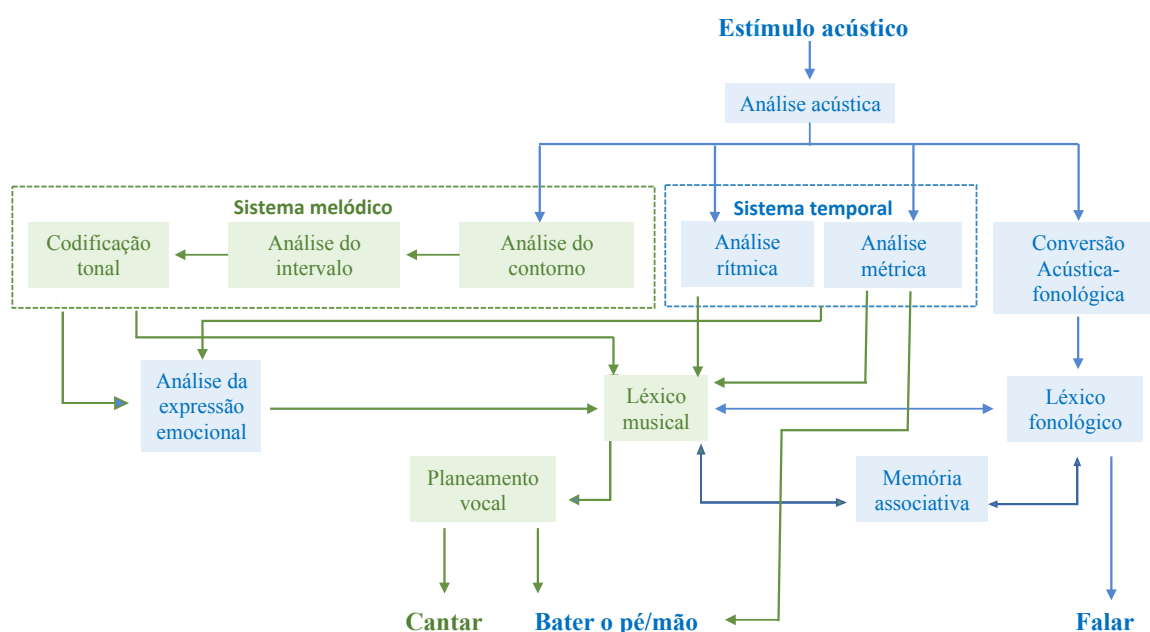 Estímulo acústico
Análise acústica
Sistema melódico
Sistema temporal
Codificação
tonal
Análise do
intervalo
Análise do
contorno
Análise
rítmica
Análise
métrica
Conversão
Acústica-
fonológica
Análise da
expressão
emocional
Léxico
musical
Léxico
fonológico
Planeamento
vocal
Memória
associativa
Cantar
Bater o pé/mão
Falar